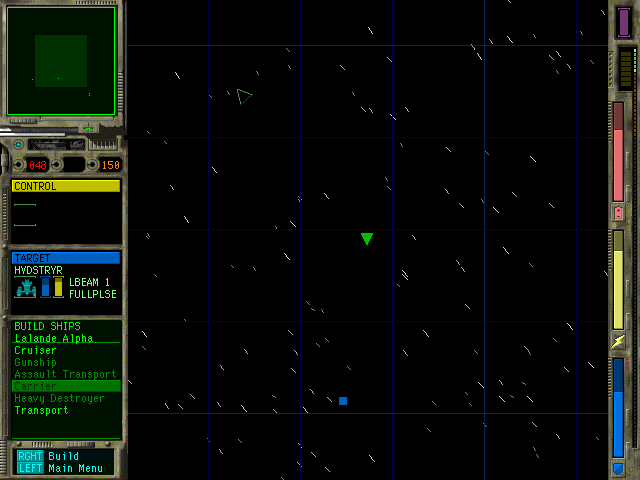 048 150
CONTROL
TARGET
HVDSTRYR
LBEAM 1
FULLPLSE
BUILD SHIPS
Lalande Alpha
Cruiser
Gunship
Assault Transport
Carrier
Heavy Destroyer
Transport
RGHT Build
LEFT Main Menu